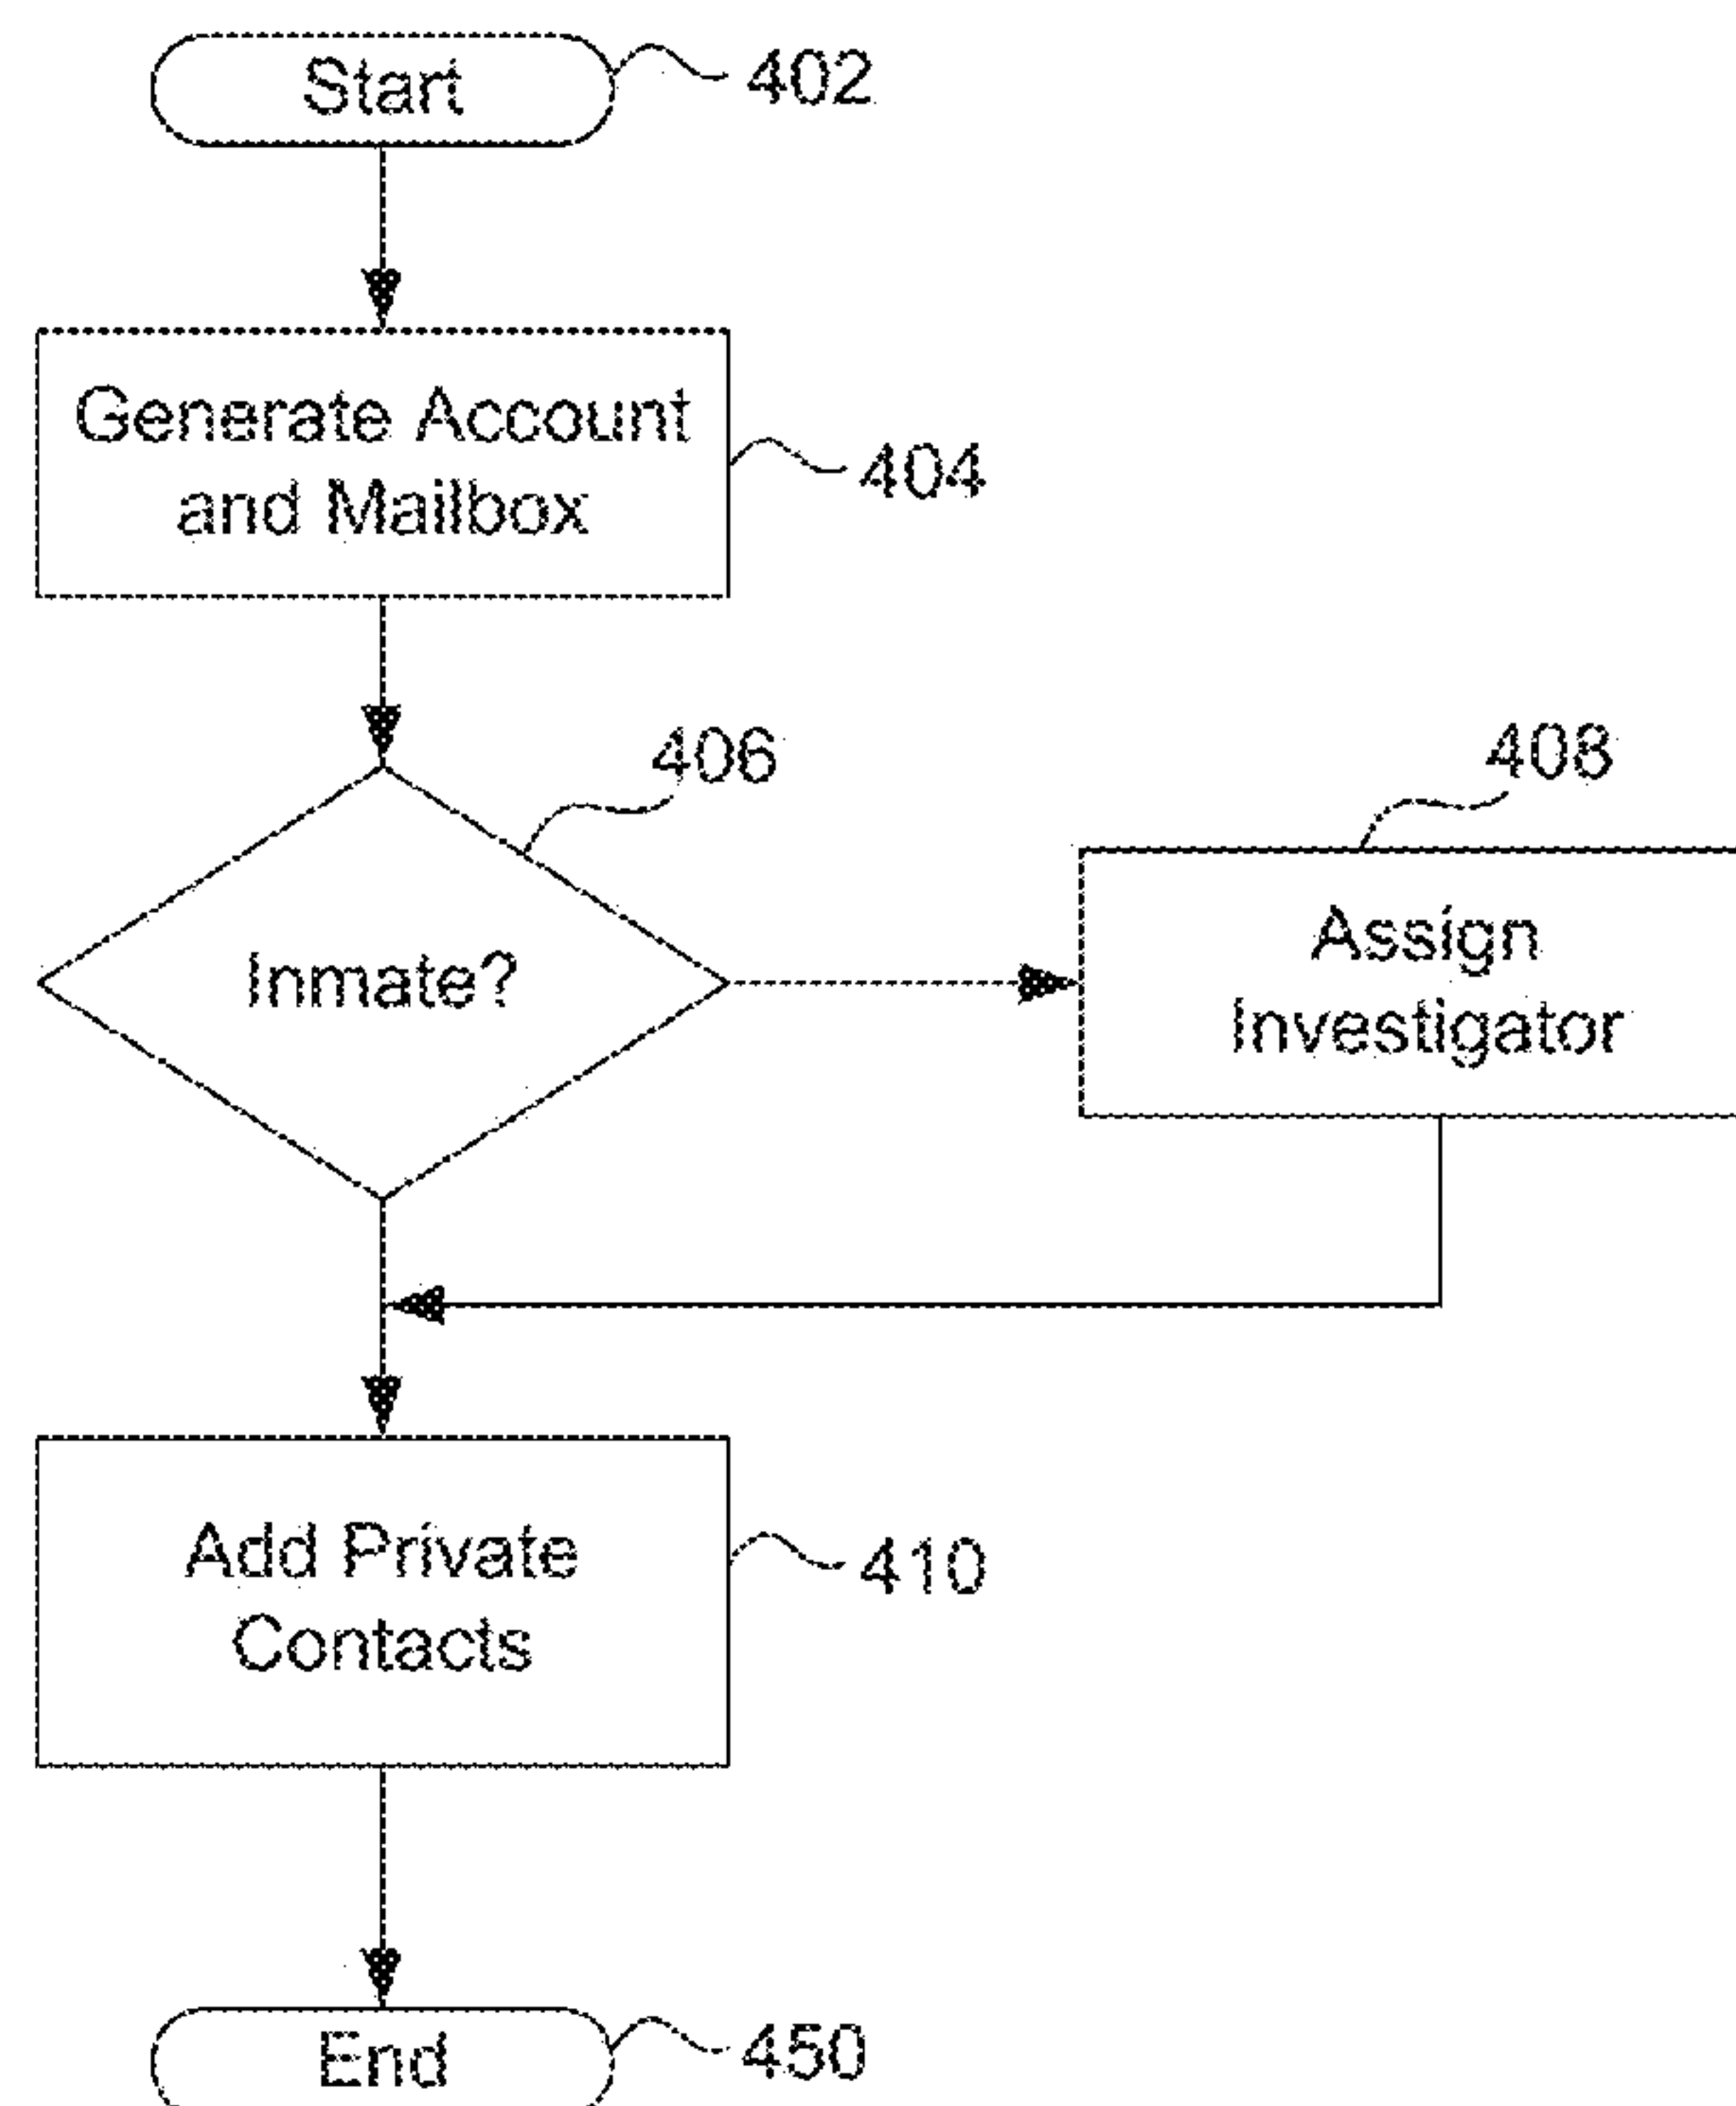 Start
402
Generate Account
and Mailbox
404
406
Inmate?
408
Assign
Investigator
Add Private
Contacts
410
End
450